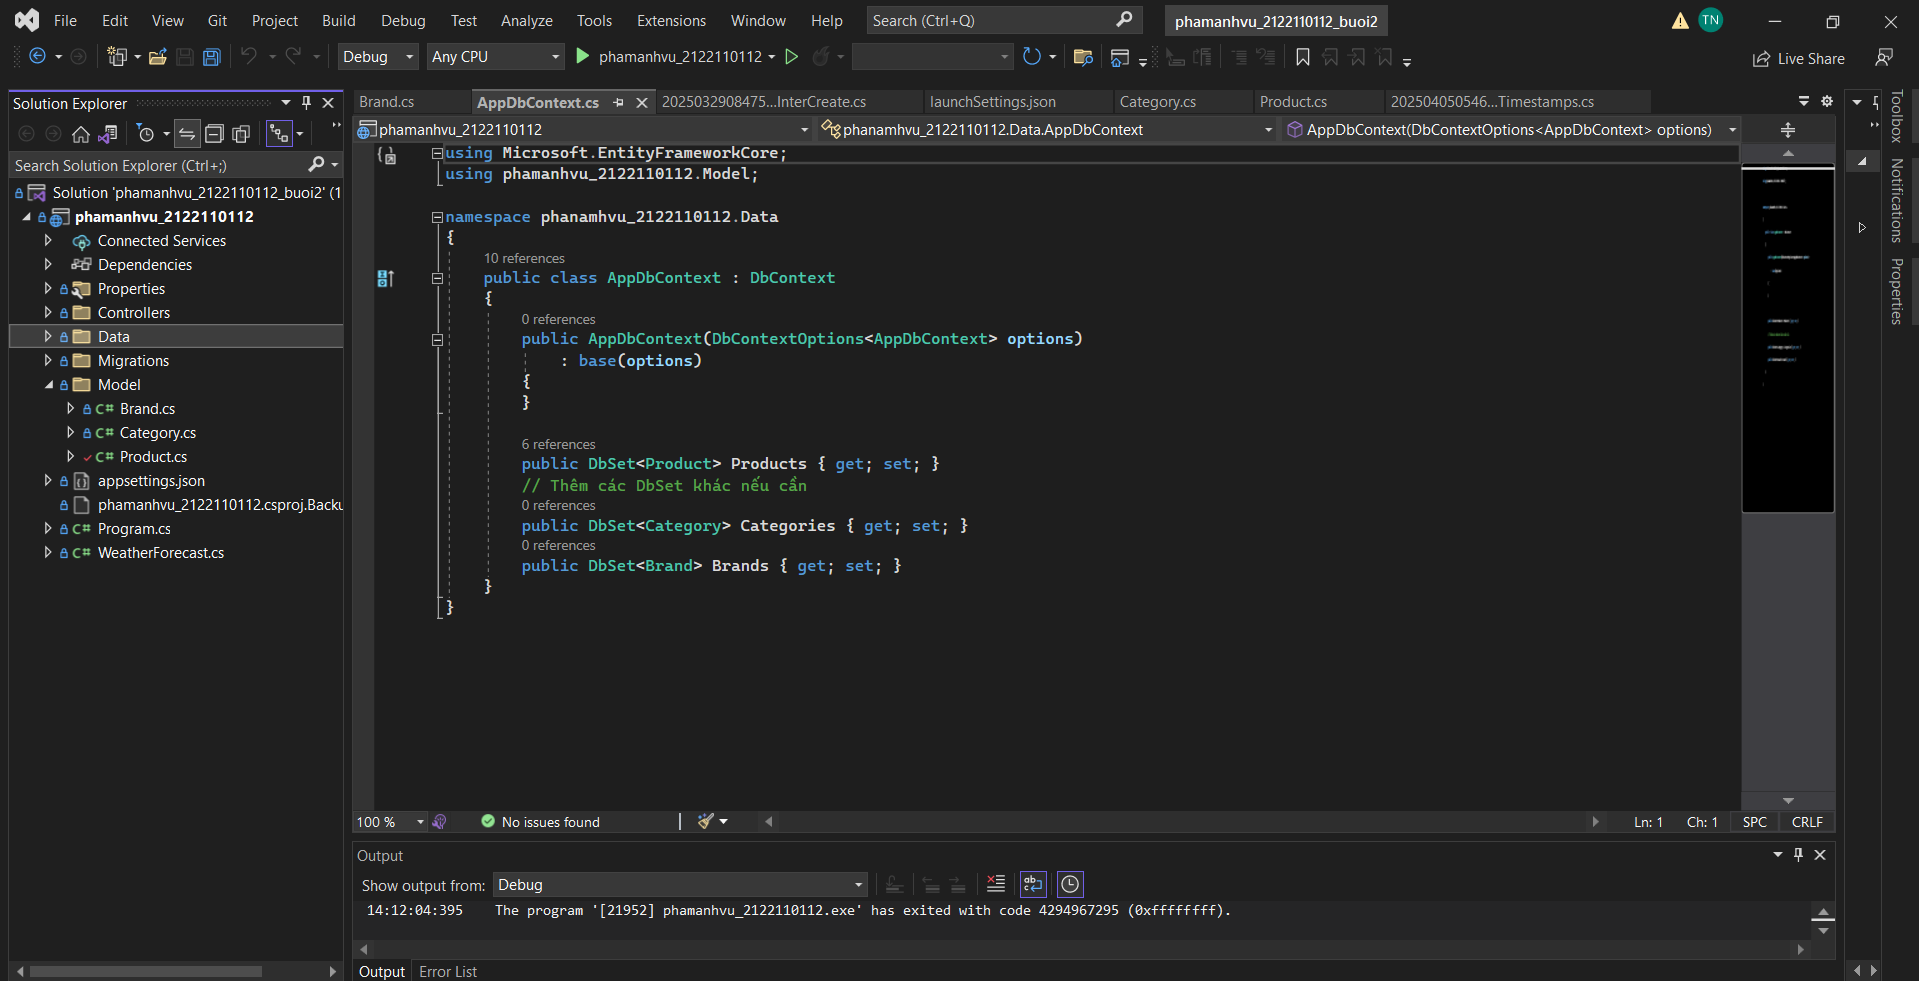 File Edit View Git Project Build Debug Test Analyze Tools Extensions Window Help Search (Ctrl+Q) phamanhvu_2122110112_buoi2 TN
Debug Any CPU phamanhvu_2122110112 Live Share
Solution Explorer
Search Solution Explorer (Ctrl+;)
Solution 'phamanhvu_2122110112_buoi2' (1
phamanhvu_2122110112
Connected Services
Dependencies
Properties
Controllers
Data
Migrations
Model
C# Brand.cs
C# Category.cs
C# Product.cs
appsettings.json
phamanhvu_2122110112.csproj.Backu
C# Program.cs
C# WeatherForecast.cs
Brand.cs AppDbContext.cs 2025032908475...InterCreate.cs launchSettings.json Category.cs Product.cs 202504050546...Timestamps.cs
phamanhvu_2122110112 phanamhvu_2122110112.Data.AppDbContext AppDbContext(DbContextOptions<AppDbContext> options)
using Microsoft.EntityFrameworkCore;
using phamanhvu_2122110112.Model;
namespace phanamhvu_2122110112.Data
{
10 references
public class AppDbContext : DbContext
{
0 references
public AppDbContext(DbContextOptions<AppDbContext> options)
: base(options)
{
}
6 references
public DbSet<Product> Products { get; set; }
// Thêm các DbSet khác nếu cần
0 references
public DbSet<Category> Categories { get; set; }
0 references
public DbSet<Brand> Brands { get; set; }
}
}
100 % No issues found Ln: 1 Ch: 1 SPC CRLF
Output
Show output from: Debug
14:12:04:395 The program '[21952] phamanhvu_2122110112.exe' has exited with code 4294967295 (0xffffffff).
Output Error List
Toolbox
Notifications
Properties